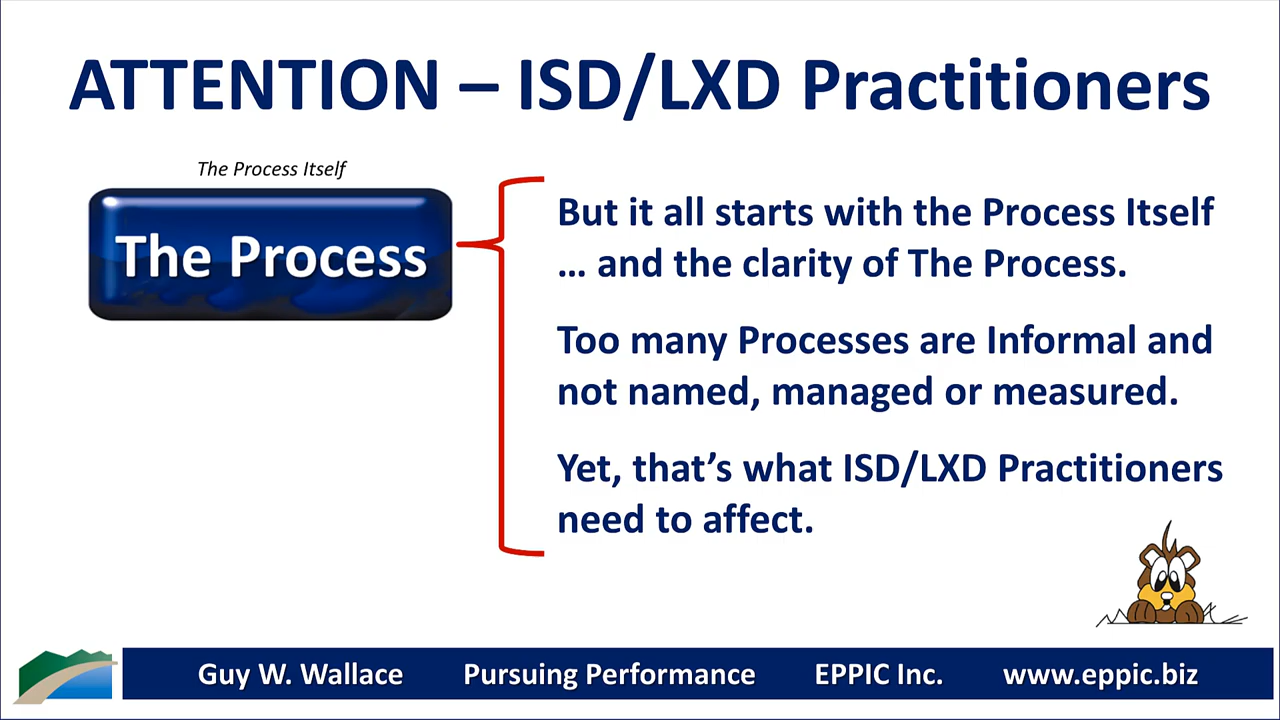 ATTENTION – ISD/LXD Practitioners
The Process Itself
The Process
But it all starts with the Process Itself
… and the clarity of The Process.
Too many Processes are Informal and
not named, managed or measured.
Yet, that’s what ISD/LXD Practitioners
need to affect.
Guy W. Wallace Pursuing Performance EPPIC Inc. www.eppic.biz